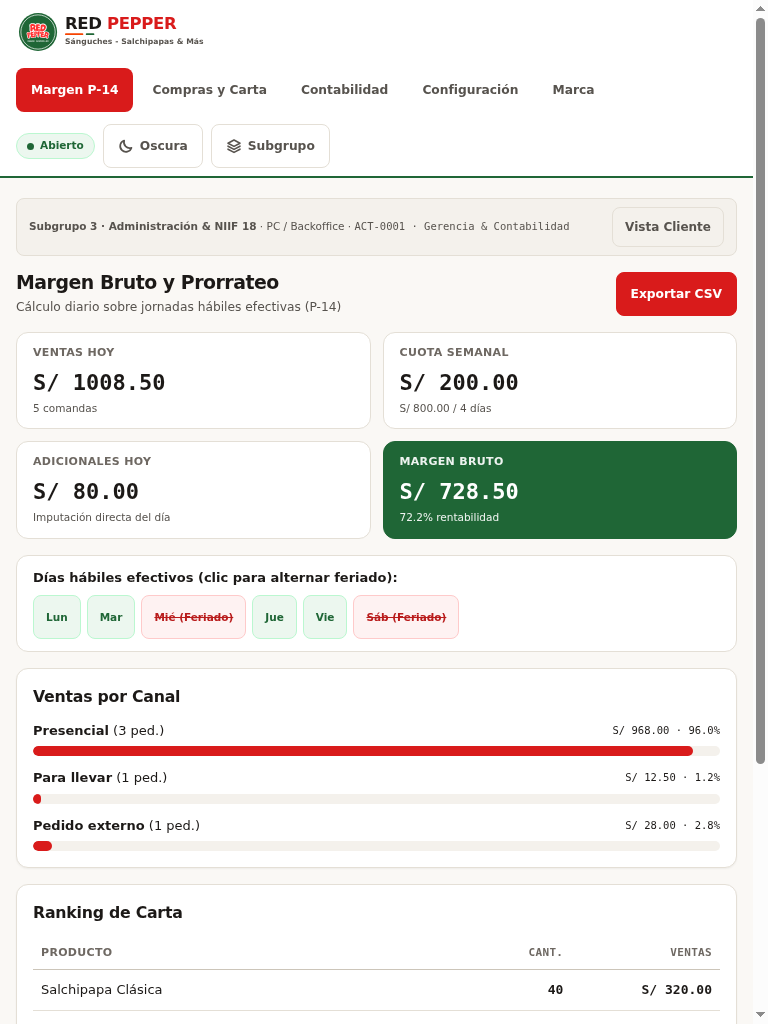 RED PEPPER
Sánguches - Salchipapas & Más
Margen P-14
Compras y Carta
Contabilidad
Configuración
Marca
Abierto
Oscura
Subgrupo
Subgrupo 3 · Administración & NIIF 18 · PC / Backoffice · ACT-0001 · Gerencia & Contabilidad
Vista Cliente
Margen Bruto y Prorrateo
Cálculo diario sobre jornadas hábiles efectivas (P-14)
Exportar CSV
VENTAS HOY
S/ 1008.50
5 comandas
CUOTA SEMANAL
S/ 200.00
S/ 800.00 / 4 días
ADICIONALES HOY
S/ 80.00
Imputación directa del día
MARGEN BRUTO
S/ 728.50
72.2% rentabilidad
Días hábiles efectivos (clic para alternar feriado):
Lun
Mar
Mié (Feriado)
Jue
Vie
Sáb (Feriado)
Ventas por Canal
Presencial (3 ped.)
S/ 968.00 · 96.0%
Para llevar (1 ped.)
S/ 12.50 · 1.2%
Pedido externo (1 ped.)
S/ 28.00 · 2.8%
Ranking de Carta
PRODUCTO
CANT.
VENTAS
Salchipapa Clásica
40
S/ 320.00